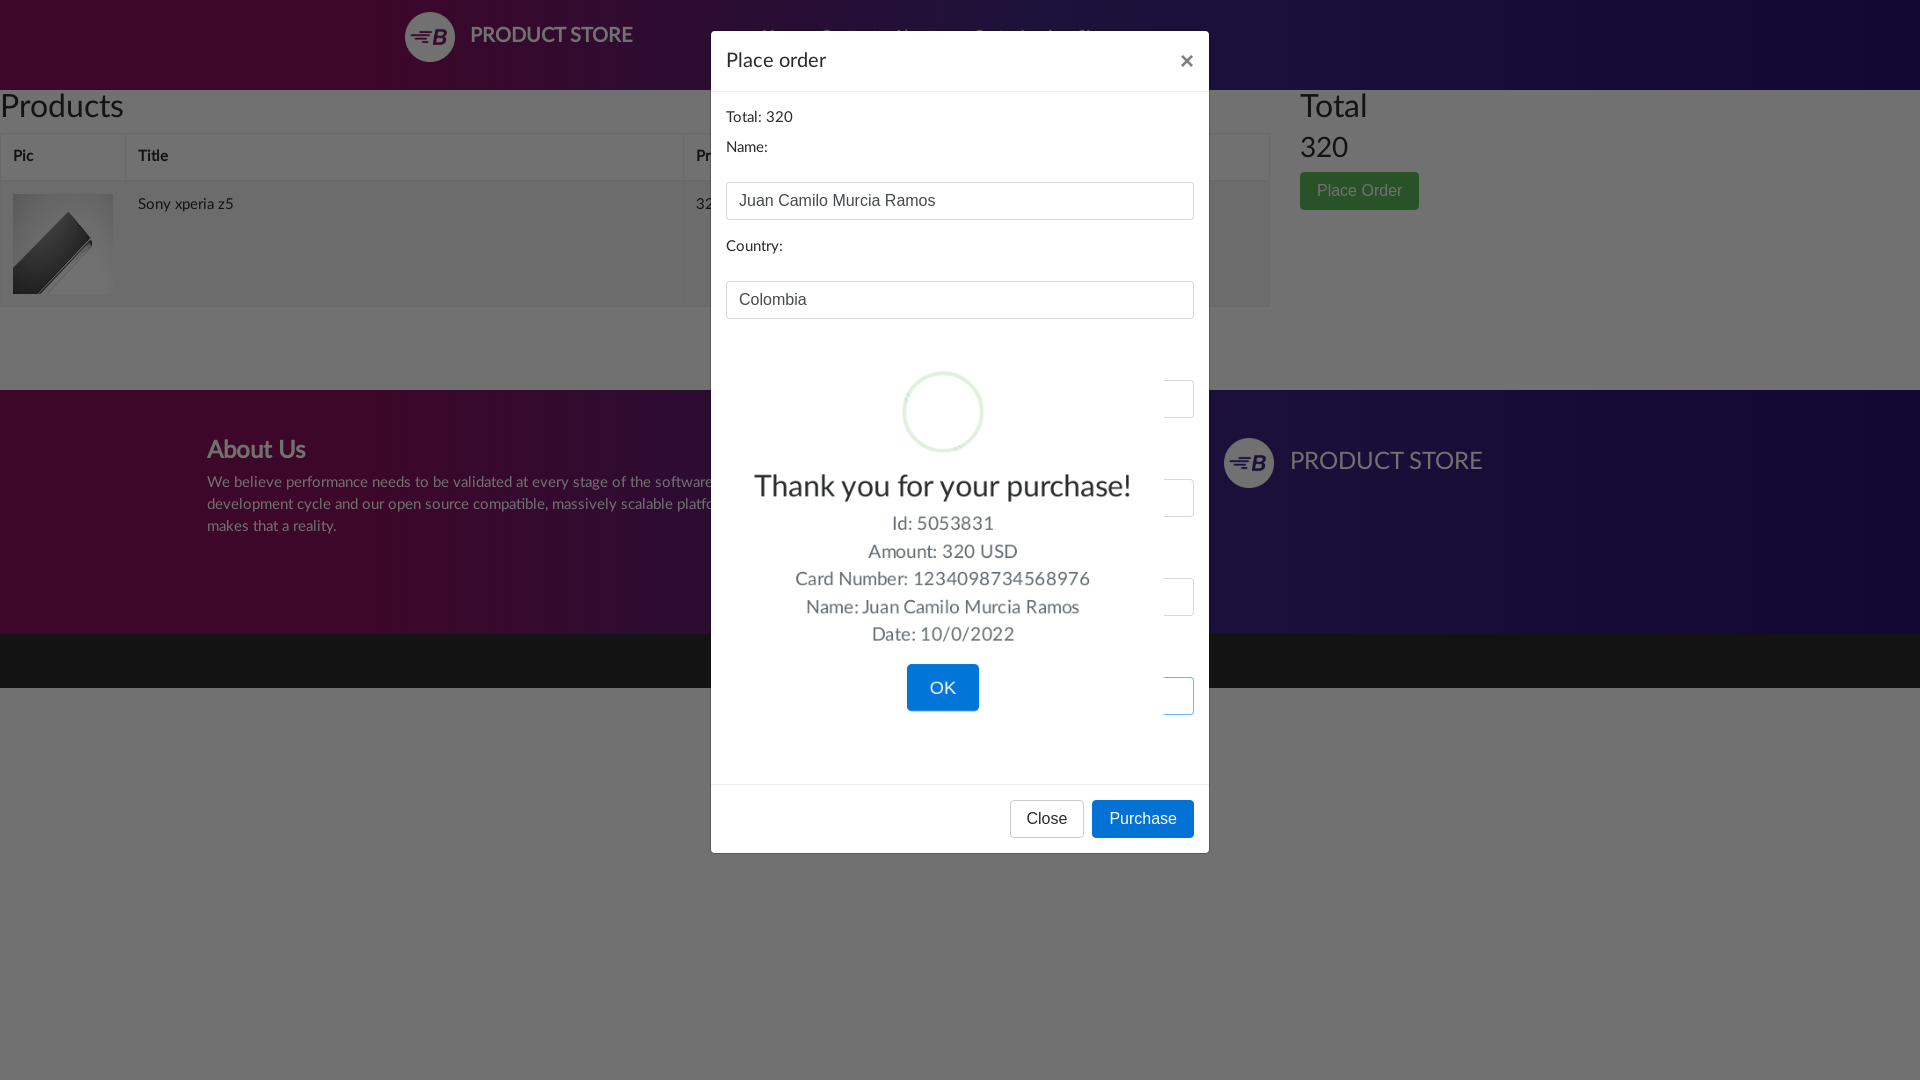 PRODUCT STORE
Place order
×
Products
Total
320
Place Order
Pic
Title
Pr
Sony xperia z5
32
Total: 320
Name:
Juan Camilo Murcia Ramos
Country:
Colombia
Thank you for your purchase!
Id: 5053831
Amount: 320 USD
Card Number: 1234098734568976
Name: Juan Camilo Murcia Ramos
Date: 10/0/2022
OK
Close
Purchase
About Us
We believe performance needs to be validated at every stage of the software
development cycle and our open source compatible, massively scalable platfo
makes that a reality.
PRODUCT STORE